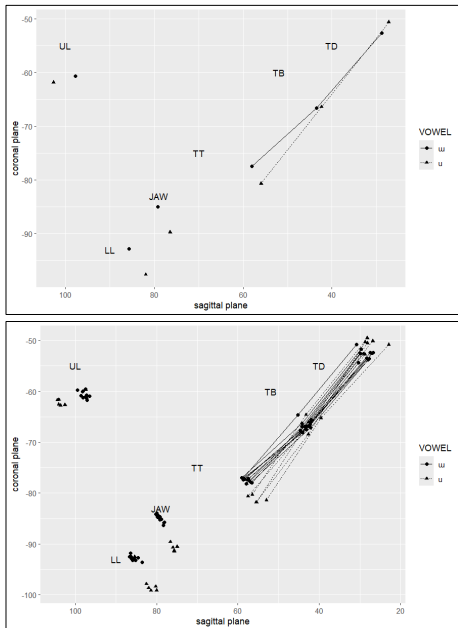 -50
UL
TD
TB
-60
-70
TT
-80
JAW
LL
-90
coronal plane
100
80
60
40
sagittal plane
VOWEL
ɯ
u
-50
UL
TD
TB
-60
-70
TT
-80
JAW
LL
-90
-100
coronal plane
100
80
60
40
20
sagittal plane
VOWEL
ɯ
u